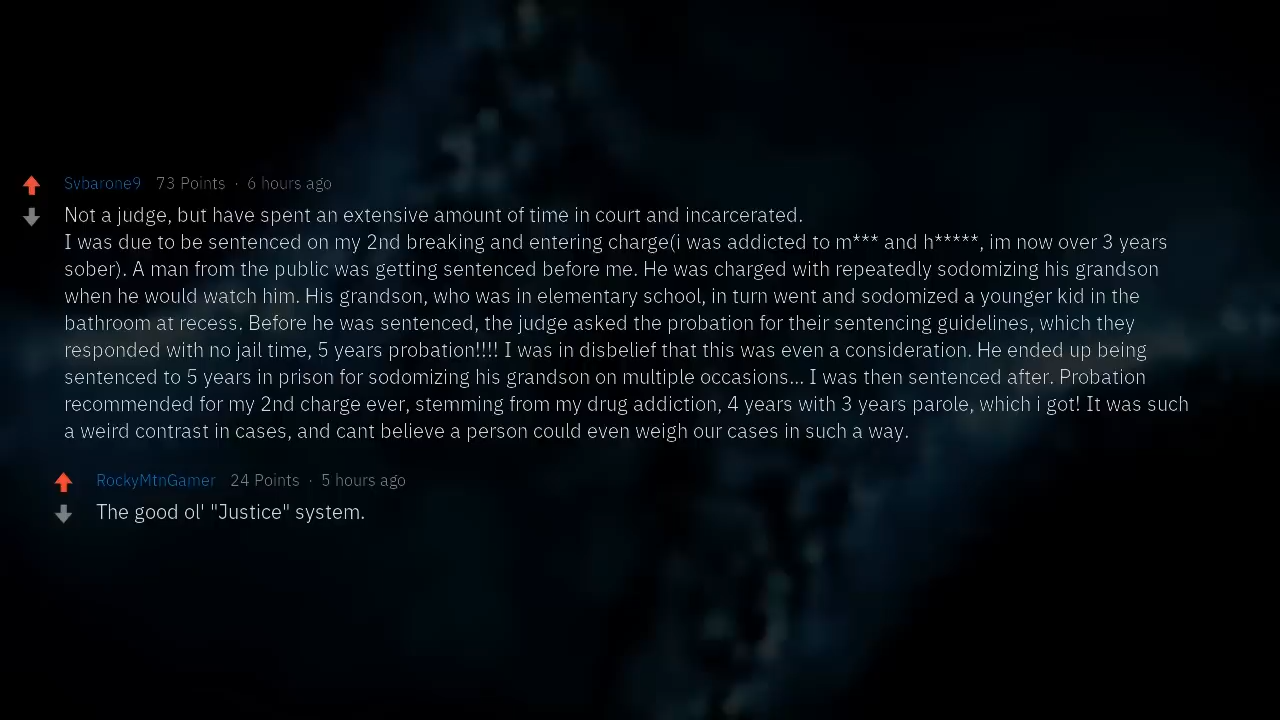 Svbarone9 73 Points · 6 hours ago
Not a judge, but have spent an extensive amount of time in court and incarcerated.
I was due to be sentenced on my 2nd breaking and entering charge(i was addicted to m*** and h*****, im now over 3 years
sober). A man from the public was getting sentenced before me. He was charged with repeatedly sodomizing his grandson
when he would watch him. His grandson, who was in elementary school, in turn went and sodomized a younger kid in the
bathroom at recess. Before he was sentenced, the judge asked the probation for their sentencing guidelines, which they
responded with no jail time, 5 years probation!!!! I was in disbelief that this was even a consideration. He ended up being
sentenced to 5 years in prison for sodomizing his grandson on multiple occasions... I was then sentenced after. Probation
recommended for my 2nd charge ever, stemming from my drug addiction, 4 years with 3 years parole, which i got! It was such
a weird contrast in cases, and cant believe a person could even weigh our cases in such a way.
RockyMtnGamer 24 Points · 5 hours ago
The good ol' "Justice" system.